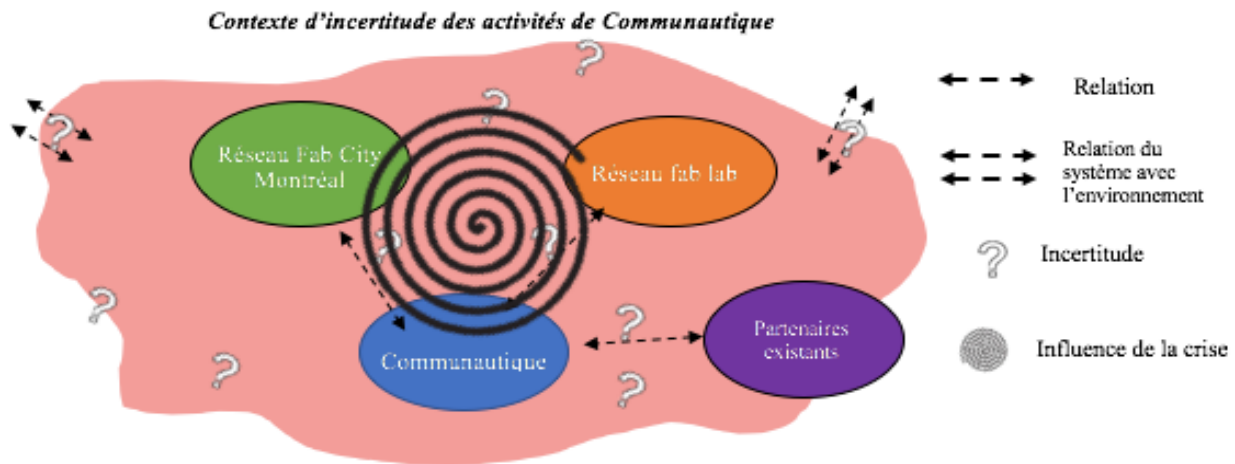 Contexte d'incertitude des activités de Communautique
Réseau Fab City
Montréal
Réseau fab lab
Communautique
Partenaires
existants
Relation
Relation du
système avec
l'environnement
Incertitude
Influence de la crise